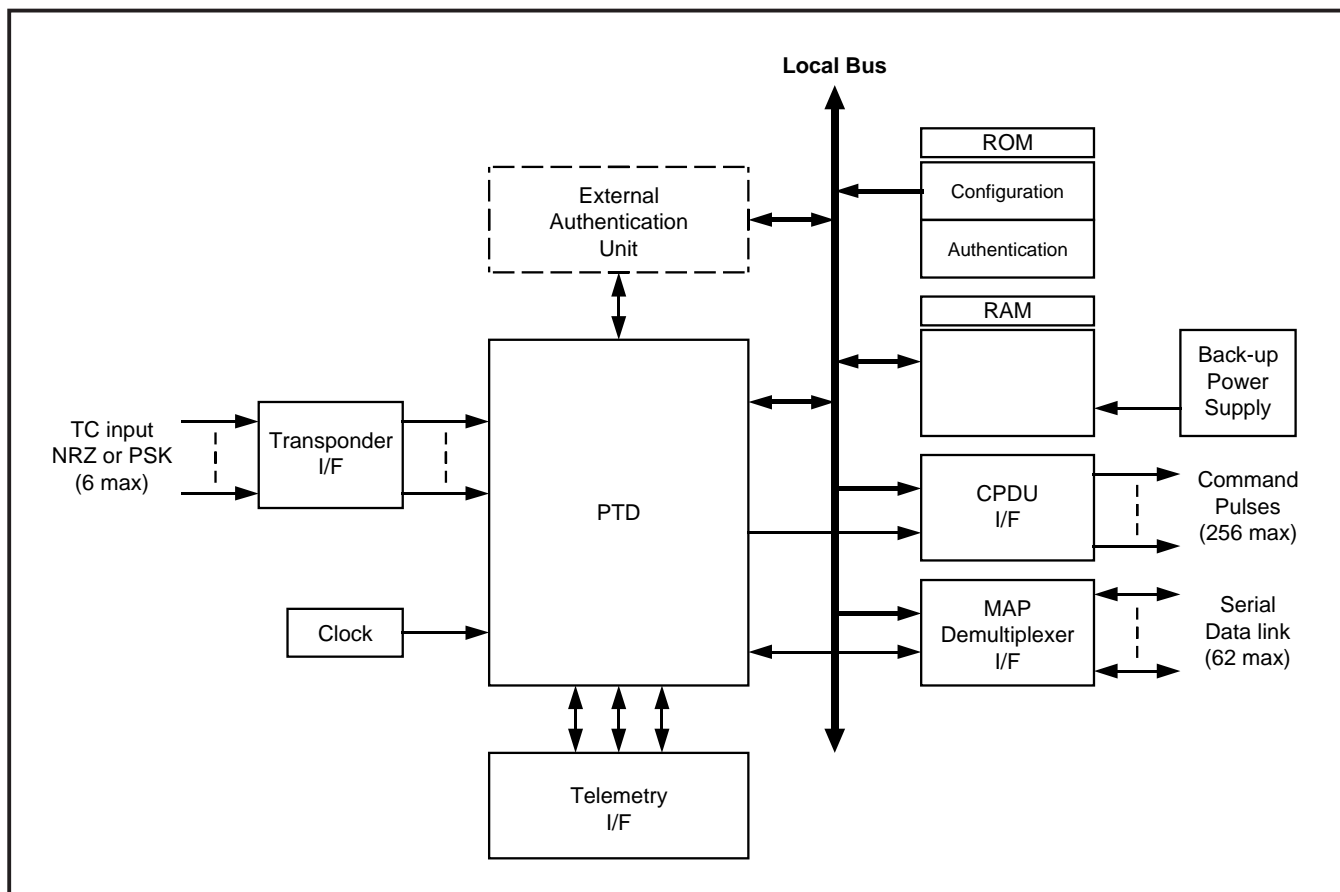 Local Bus
ROM
Configuration
Authentication
External
Authentication
Unit
RAM
Back-up
Power
Supply
TC input
NRZ or PSK
(6 max)
Transponder
I/F
PTD
CPDU
I/F
Command
Pulses
(256 max)
Clock
MAP
Demultiplexer
I/F
Serial
Data link
(62 max)
Telemetry
I/F